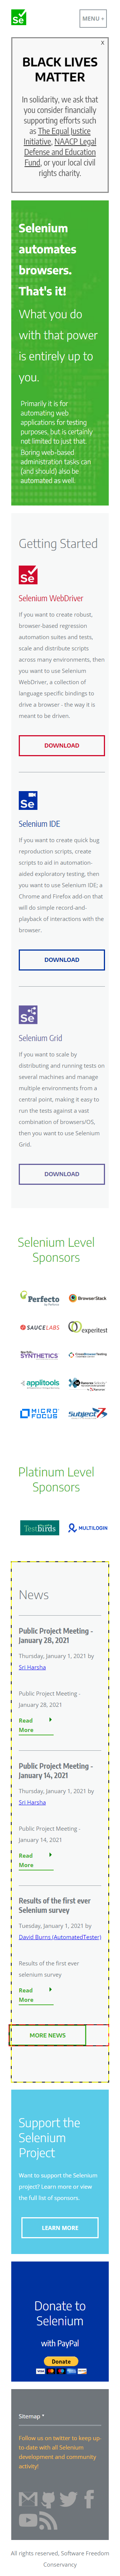 Se
MENU +
X
BLACK LIVES
MATTER
In solidarity, we ask that
you consider financially
supporting efforts such
as The Equal Justice
Initiative, NAACP Legal
Defense and Education
Fund, or your local civil
rights charity.
Selenium
automates
browsers.
That's it!
What you do
with that power
is entirely up to
you.
Primarily it is for
automating web
applications for testing
purposes, but is certainly
not limited to just that.
Boring web-based
administration tasks can
(and should) also be
automated as well.
Getting Started
Se
Selenium WebDriver
If you want to create robust,
browser-based regression
automation suites and tests,
scale and distribute scripts
across many environments, then
you want to use Selenium
WebDriver, a collection of
language specific bindings to
drive a browser - the way it is
meant to be driven.
DOWNLOAD
Selenium IDE
If you want to create quick bug
reproduction scripts, create
scripts to aid in automation-
aided exploratory testing, then
you want to use Selenium IDE; a
Chrome and Firefox add-on that
will do simple record-and-
playback of interactions with the
browser.
DOWNLOAD
Se
Selenium Grid
If you want to scale by
distributing and running tests on
several machines and manage
multiple environments from a
central point, making it easy to
run the tests against a vast
combination of browsers/OS,
then you want to use Selenium
Grid.
DOWNLOAD
Selenium Level
Sponsors
Perfecto
BrowserStack
SAUCELABS
experitest
SYNTHETICS
CrossBrowserTesting
applitools
MICRO
FOCUS
Subject7
Platinum Level
Sponsors
Testbirds
MULTILOGIN
News
Public Project Meeting -
January 28, 2021
Thursday, January 1, 2021 by
Sri Harsha
Public Project Meeting -
January 28, 2021
Read
More
Public Project Meeting -
January 14, 2021
Thursday, January 1, 2021 by
Sri Harsha
Public Project Meeting -
January 14, 2021
Read
More
Results of the first ever
Selenium survey
Tuesday, January 1, 2021 by
David Burns (AutomatedTester)
Results of the first ever
selenium survey
Read
More
MORE NEWS
Support the
Selenium
Project
Want to support the Selenium
project? Learn more or view
the full list of sponsors.
LEARN MORE
Donate to
Selenium
with PayPal
Donate
Sitemap ^
Follow us on twitter to keep up-
to-date with all Selenium
development and community
activity!
All rights reserved, Software Freedom
Conservancy